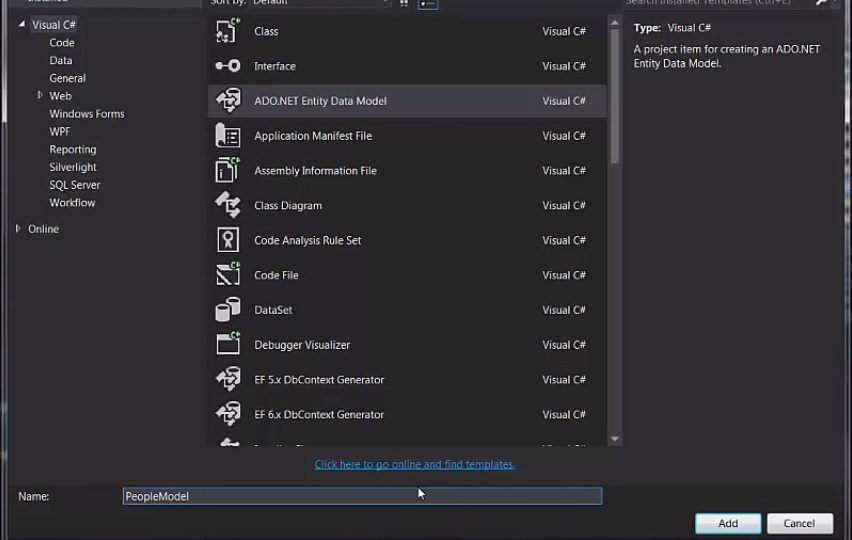 Installed
Sort by: Default
Search Installed Templates (Ctrl+E)
Visual C#
Code
Data
General
Web
Windows Forms
WPF
Reporting
Silverlight
SQL Server
Workflow
Online
Class Visual C#
Interface Visual C#
ADO.NET Entity Data Model Visual C#
Application Manifest File Visual C#
Assembly Information File Visual C#
Class Diagram Visual C#
Code Analysis Rule Set Visual C#
Code File Visual C#
DataSet Visual C#
Debugger Visualizer Visual C#
EF 5.x DbContext Generator Visual C#
EF 6.x DbContext Generator Visual C#
Type: Visual C#
A project item for creating an ADO.NET
Entity Data Model.
Click here to go online and find templates.
Name: PeopleModel
Add Cancel